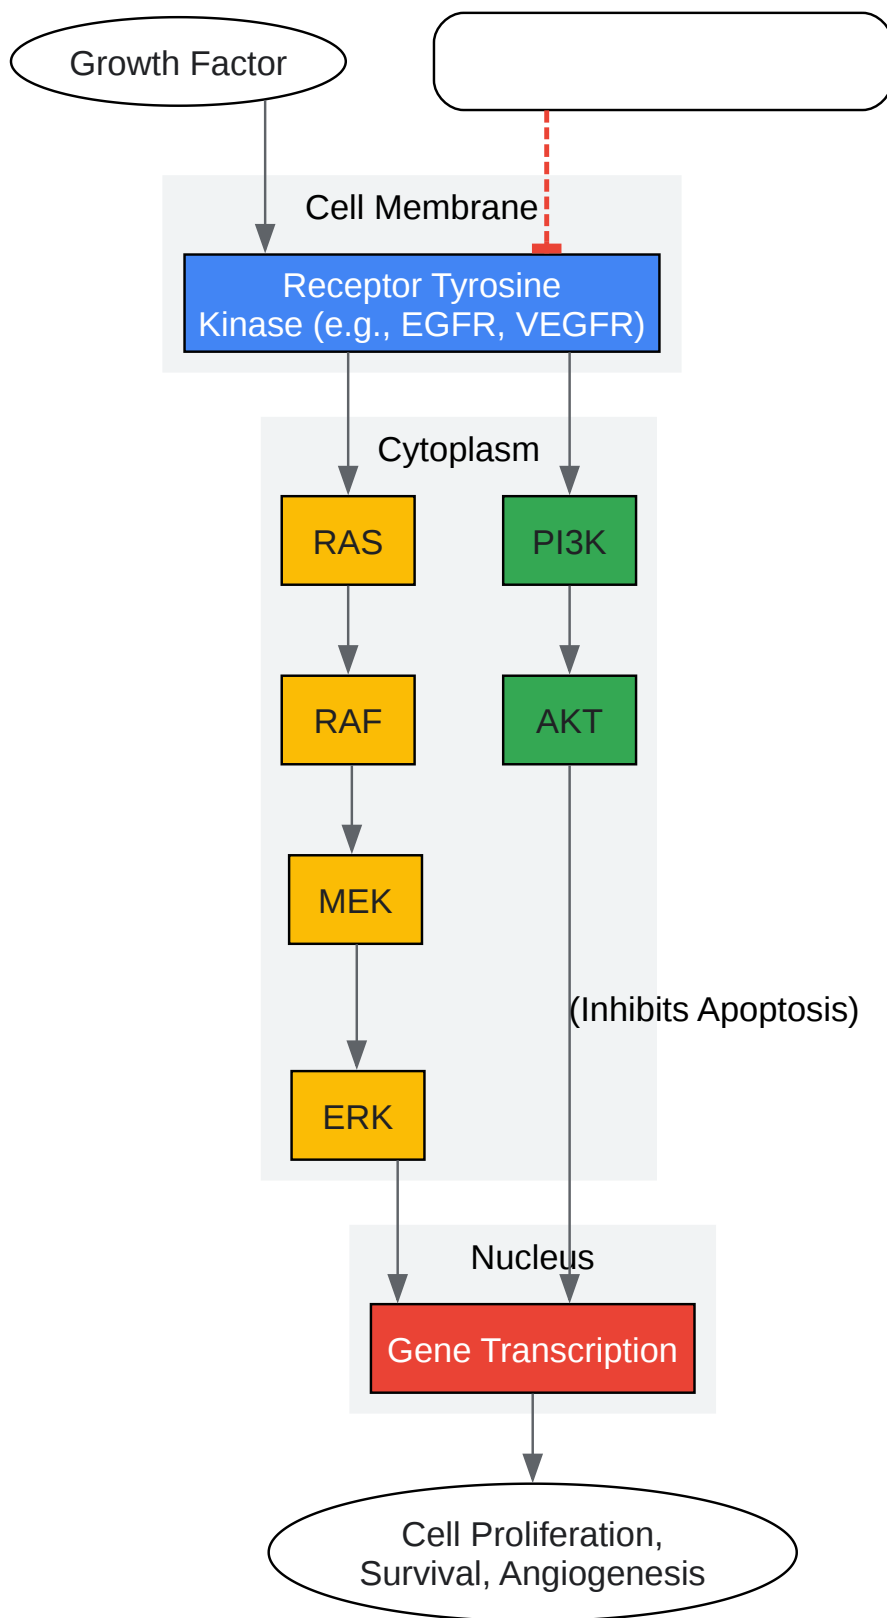 Growth Factor
Cell Membrane
Receptor Tyrosine
Kinase (e.g., EGFR, VEGFR)
Cytoplasm
RAS
PI3K
RAF
AKT
MEK
(Inhibits Apoptosis)
ERK
Nucleus
Gene Transcription
Cell Proliferation,
Survival, Angiogenesis